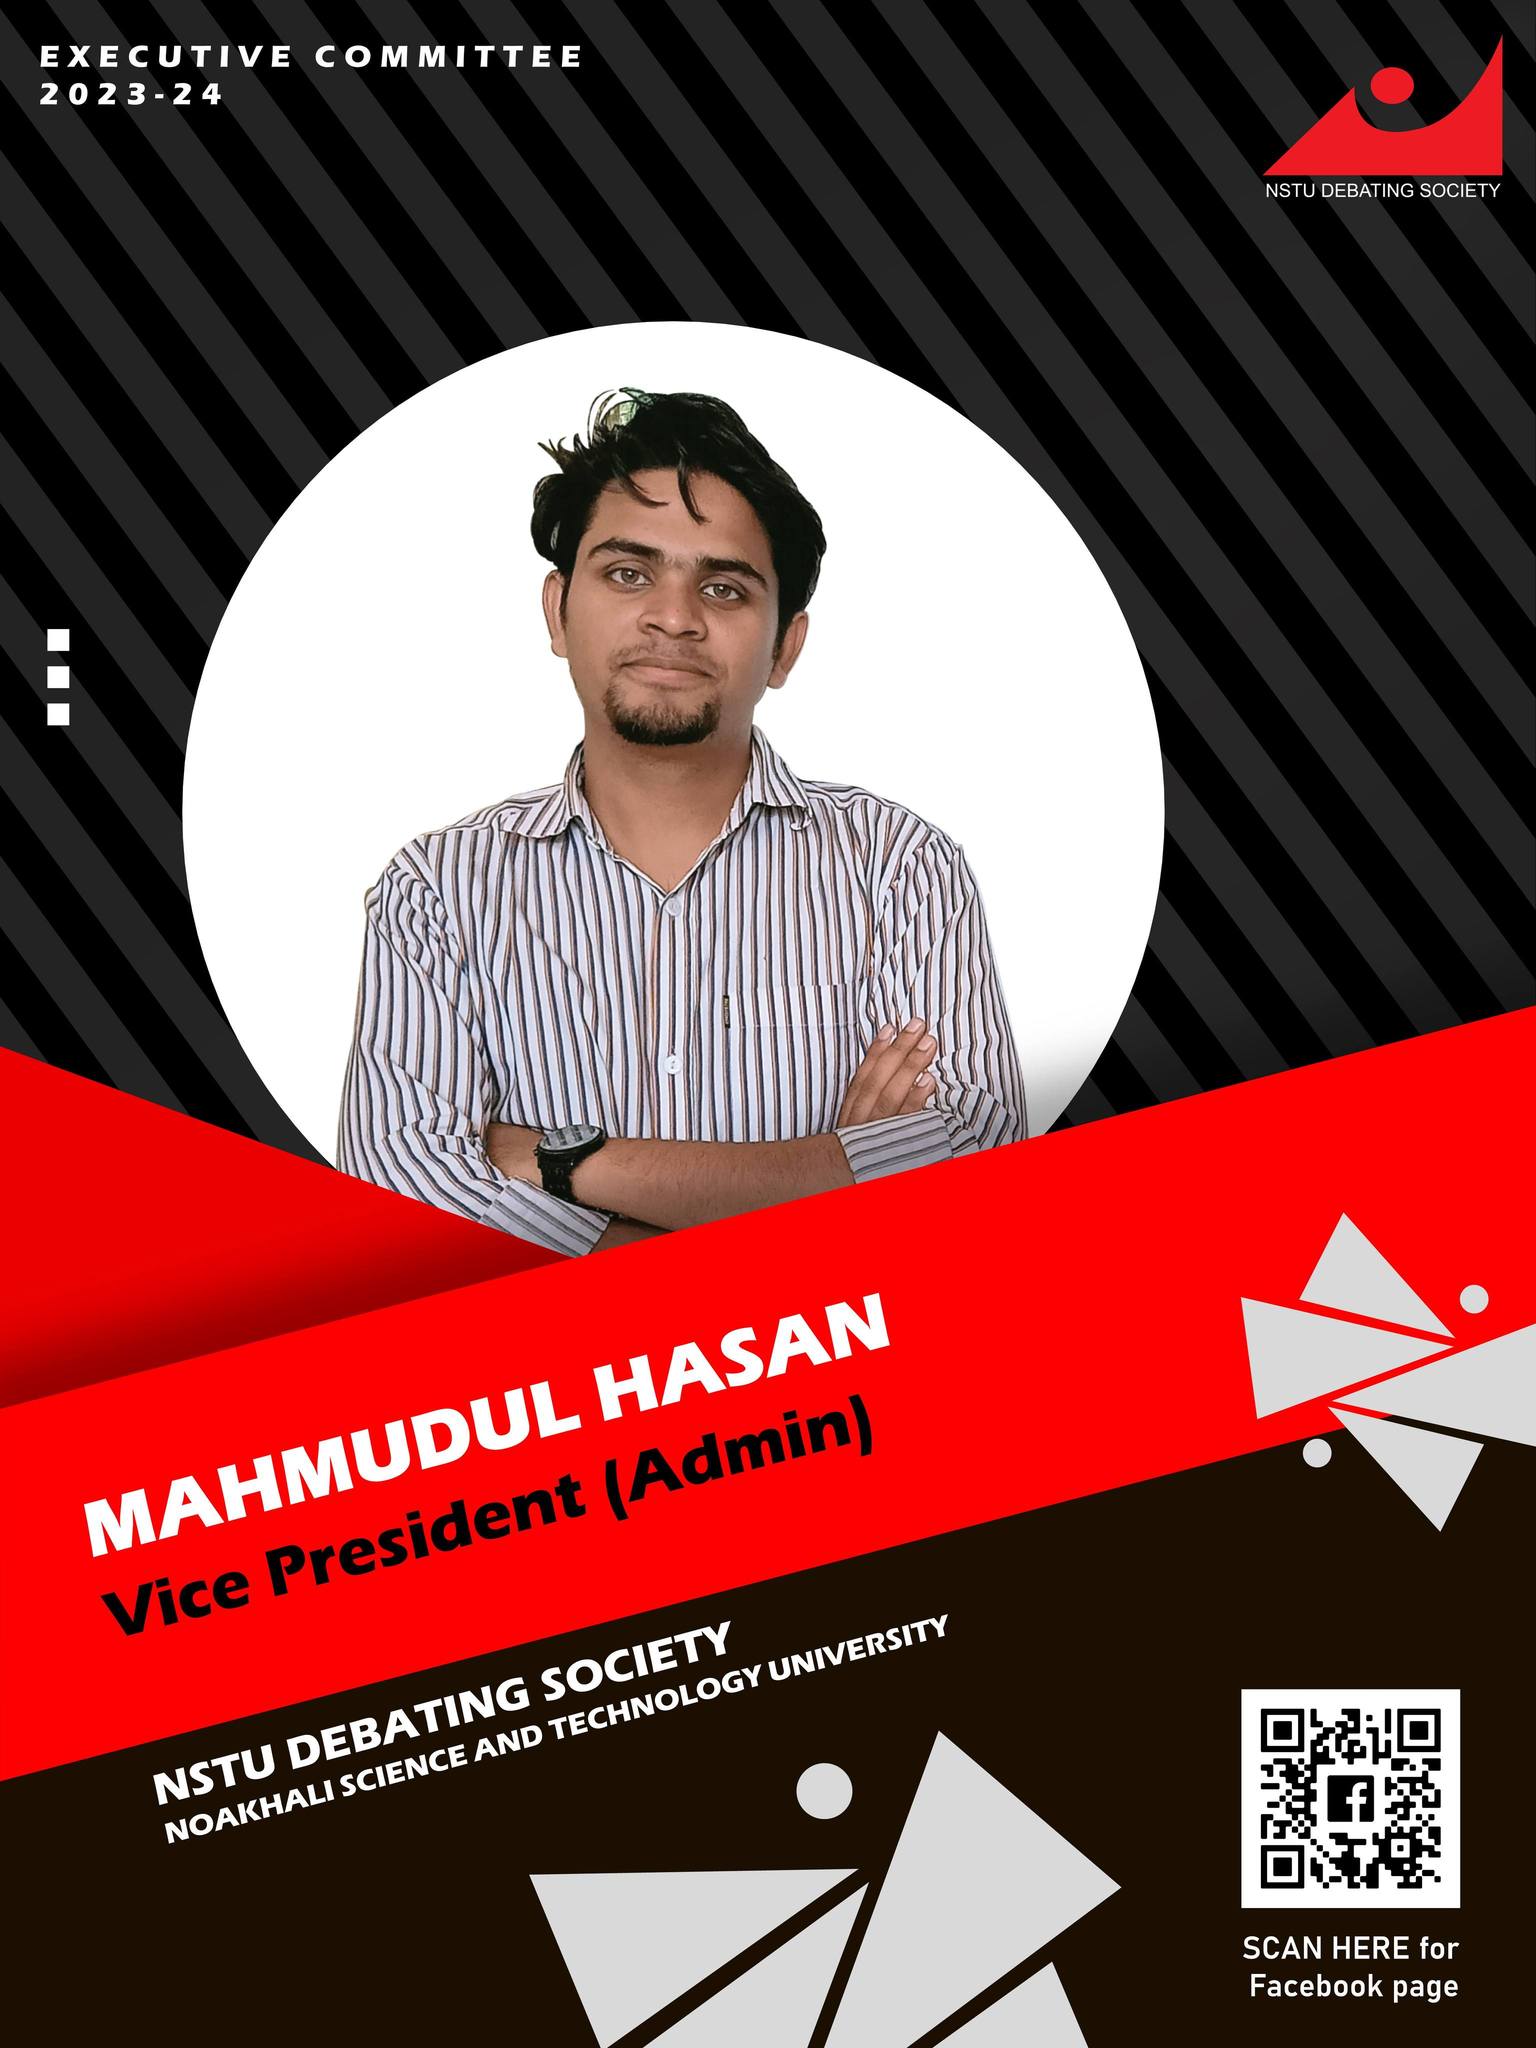 EXECUTIVE COMMITTEE
2023-24
NSTU DEBATING SOCIETY
MAHMUDUL HASAN
Vice President (Admin)
NSTU DEBATING SOCIETY
NOAKHALI SCIENCE AND TECHNOLOGY UNIVERSITY
SCAN HERE for
Facebook page